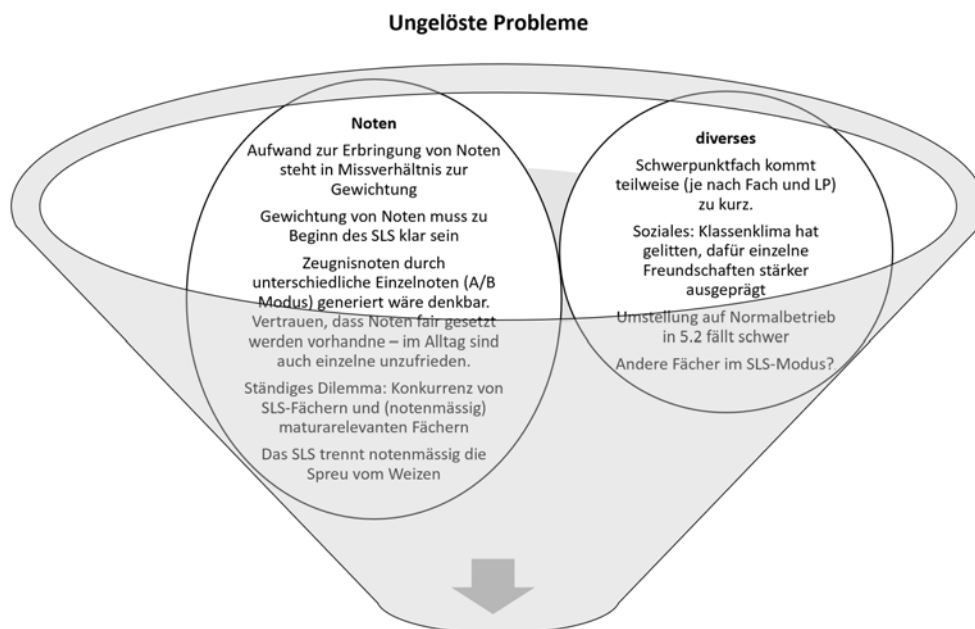 Ungelöste Probleme
Noten
Aufwand zur Erbringung von Noten
steht in Missverhältnis zur
Gewichtung
Gewichtung von Noten muss zu
Beginn des SLS klar sein
Zeugnisnoten durch
unterschiedliche Einzelnoten (A/B
Modus) generiert wäre denkbar.
Vertrauen, dass Noten fair gesetzt
werden vorhandne – im Alltag sind
auch einzelne unzufrieden.
Ständiges Dilemma: Konkurrenz von
SLS-Fächern und (notenmässig)
maturarelevanten Fächern
Das SLS trennt notenmässig die
Spreu vom Weizen
diverses
Schwerpunktfach kommt
teilweise (je nach Fach und LP)
zu kurz.
Soziales: Klassenklima hat
gelitten, dafür einzelne
Freundschaften stärker
ausgeprägt
Umstellung auf Normalbetrieb
in 5.2 fällt schwer
Andere Fächer im SLS-Modus?